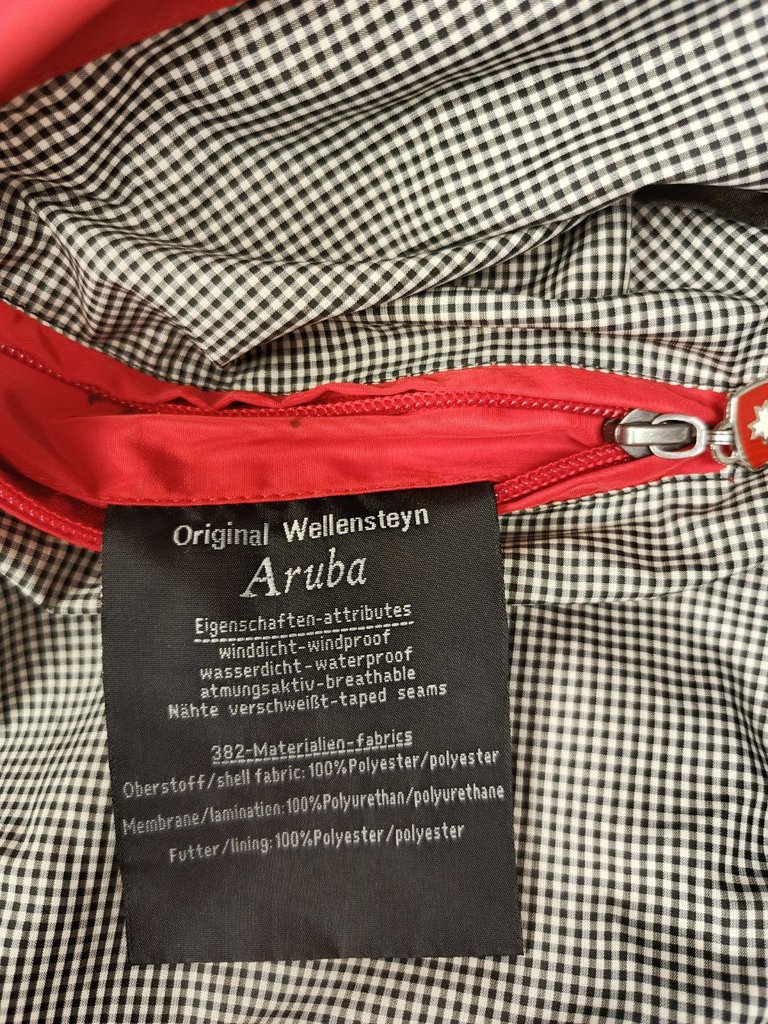 Original Wellensteyn
Aruba
Eigenschaften-attributes
winddicht-windproof
wasserdicht-waterproof
atmungsaktiv-breathable
Nähte verschweißt-taped seams
382-Materialien-fabrics
Oberstoff/shell fabric:100%Polyester/polyester
Membrane/lamination:100%Polyurethan/polyurethane
Futter/lining:100%Polyester/polyester